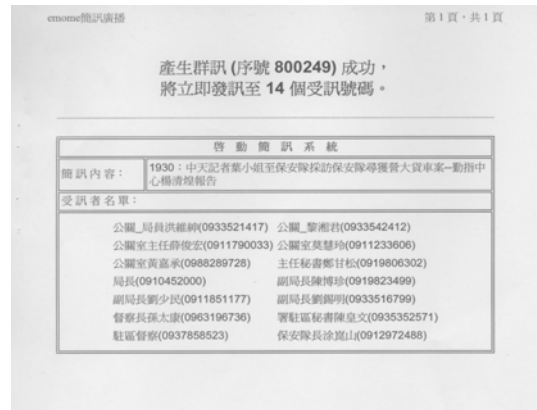 emome簡訊廣播 第1頁，共1頁
產生群訊 (序號 800249) 成功，
將立即發訊至 14 個受訊號碼。
啓 動 簡 訊 系 統
簡訊內容： 1930：中天記者葉小姐至保安隊採訪保安隊尋獲贓大貨車案─勤指中
心楊清煌報告
受訊者名單：
公關_局員洪維紳(0933521417) 公關_黎湘君(0933542412)
公關室主任薛俊宏(0911790033) 公關室莫慧玲(0911233606)
公關室黃嘉承(0988289728) 主任秘書鄭甘松(0919806302)
局長(0910452000) 副局長陳博珍(0919823499)
副局長劉少民(0911851177) 副局長劉錫明(0933516799)
督察長孫太康(0963196736) 署駐區秘書陳皇文(0935352571)
駐區督察(0937858523) 保安隊長涂崑山(0912972488)